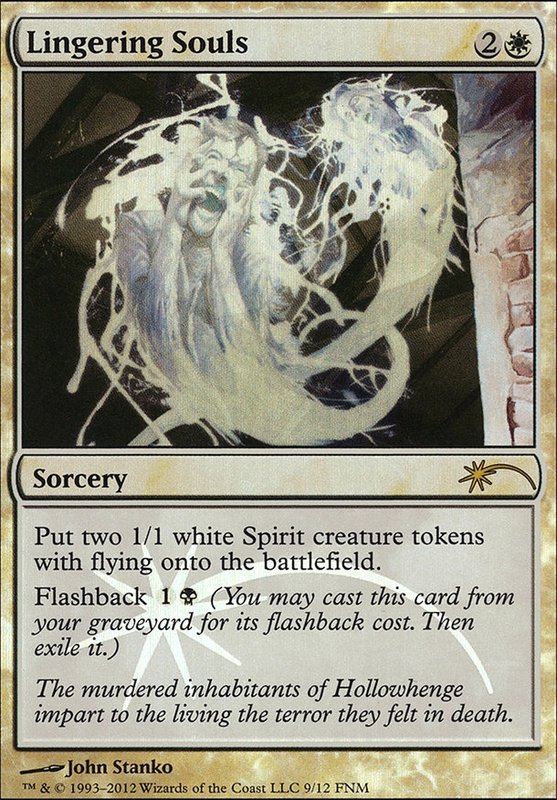 Lingering Souls 2
Sorcery
Put two 1/1 white Spirit creature tokens
with flying onto the battlefield.
Flashback 1 (You may cast this card from
your graveyard for its flashback cost. Then
exile it.)
The murdered inhabitants of Hollowhenge
impart to the living the terror they felt in death.
John Stanko
™ & © 1993–2012 Wizards of the Coast LLC 9/12 FNM